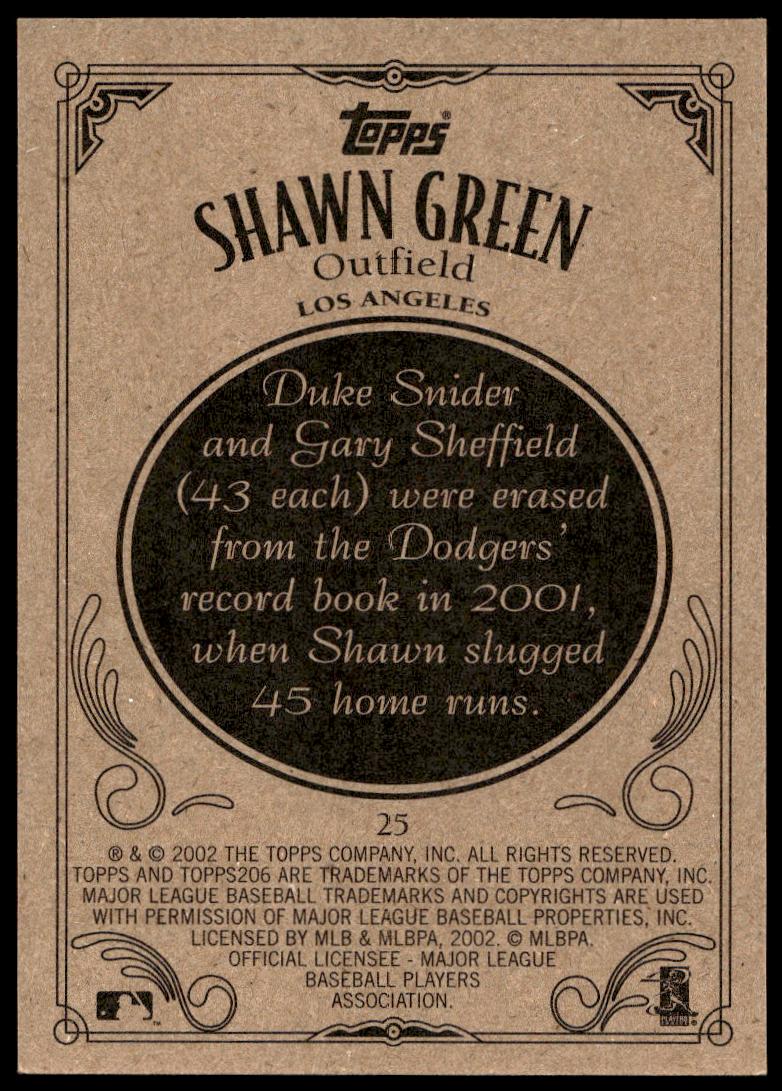 Topps®
SHAWN GREEN
Outfield
LOS ANGELES
Duke Snider
and Gary Sheffield
(43 each) were erased
from the Dodgers'
record book in 2001,
when Shawn slugged
45 home runs.
25
® & © 2002 THE TOPPS COMPANY, INC. ALL RIGHTS RESERVED.
TOPPS AND TOPPS206 ARE TRADEMARKS OF THE TOPPS COMPANY, INC.
MAJOR LEAGUE BASEBALL TRADEMARKS AND COPYRIGHTS ARE USED
WITH PERMISSION OF MAJOR LEAGUE BASEBALL PROPERTIES, INC.
LICENSED BY MLB & MLBPA, 2002. © MLBPA.
OFFICIAL LICENSEE - MAJOR LEAGUE
BASEBALL PLAYERS
ASSOCIATION.
TM
PLAYERS